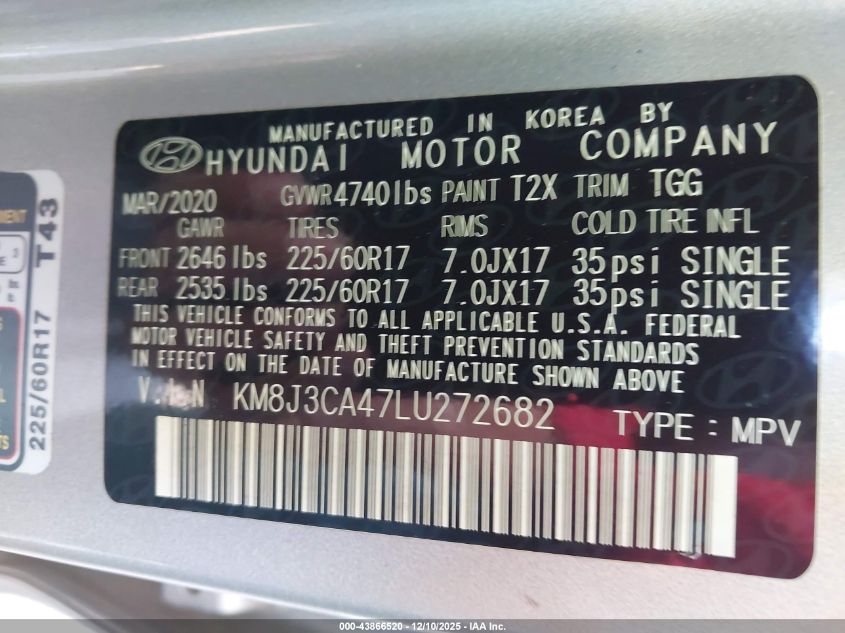 MANUFACTURED IN KOREA BY
HYUNDAI MOTOR COMPANY
MAR/2020 GVWR 4740 lbs PAINT T2X TRIM TGG
GAWR TIRES RIMS COLD TIRE INFL
FRONT 2646 lbs 225/60R17 7.0JX17 35psi SINGLE
REAR 2535 lbs 225/60R17 7.0JX17 35psi SINGLE
THIS VEHICLE CONFORMS TO ALL APPLICABLE U.S.A. FEDERAL
MOTOR VEHICLE SAFETY AND THEFT PREVENTION STANDARDS
IN EFFECT ON THE DATE OF MANUFACTURE SHOWN ABOVE
V.I.N KM8J3CA47LU272682 TYPE : MPV
225/60R17 T43
000-43866520 - 12/10/2025 - IAA Inc.